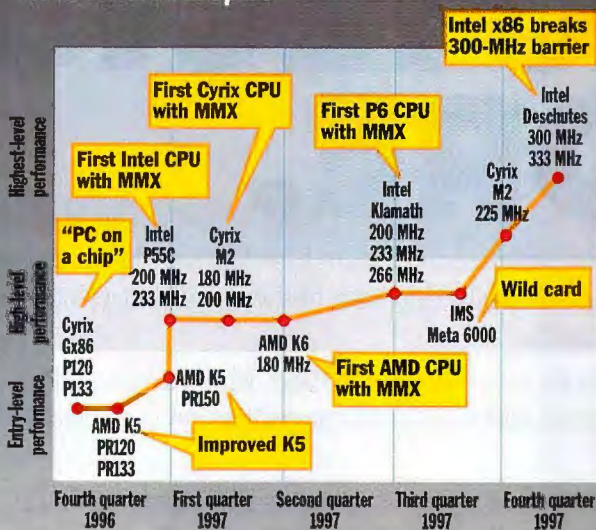 Intel x86 breaks
300-MHz barrier
First Cyrix CPU
with MMX
First P6 CPU
with MMX
First Intel CPU
with MMX
"PC on
a chip"
Intel
Deschutes
300 MHz
333 MHz
Cyrix
M2
225 MHz
Intel
Klamath
200 MHz
233 MHz
266 MHz
Intel
P55C
200 MHz
233 MHz
Cyrix
M2
180 MHz
200 MHz
Wild card
Cyrix
Gx86
P120
P133
IMS
Meta 6000
AMD K6
180 MHz
First AMD CPU
with MMX
AMD K5
PR150
Improved K5
AMD K5
PR120
PR133
Highest-level
performance
High-level
performance
Entry-level
performance
Fourth quarter
1996
First quarter
1997
Second quarter
1997
Third quarter
1997
Fourth quarter
1997